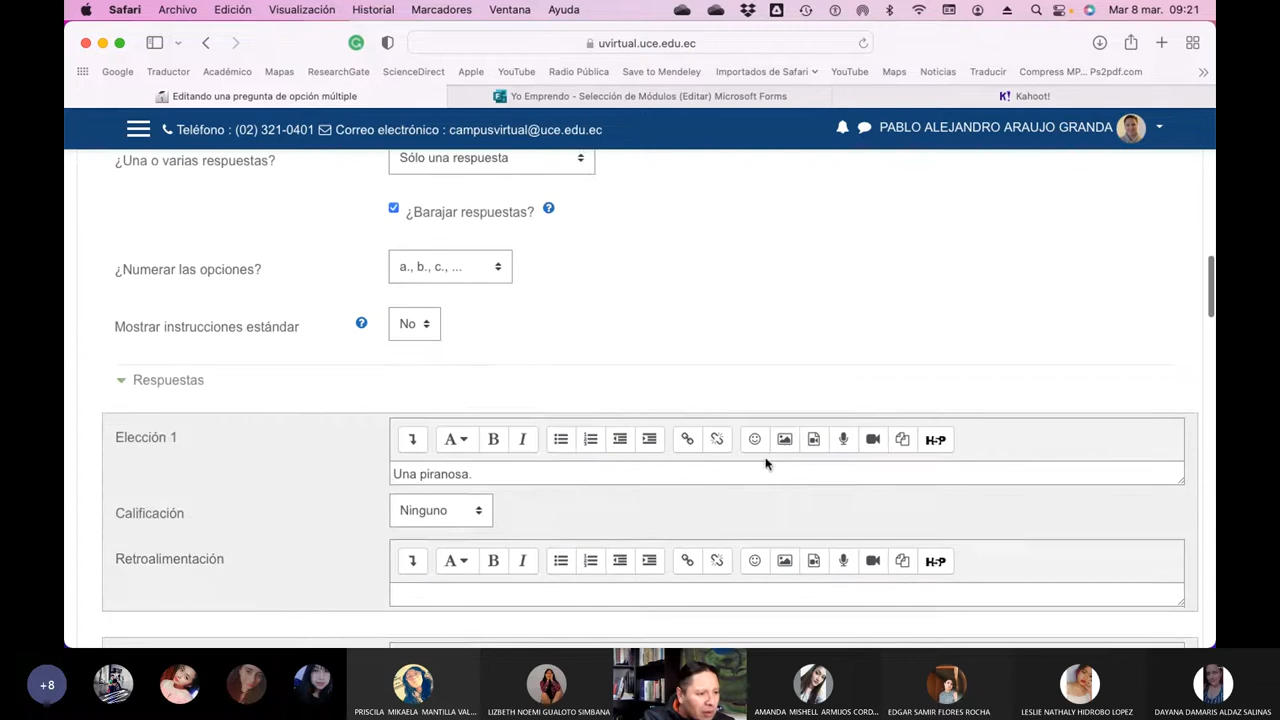 Safari Archivo Edición Visualización Historial Marcadores Ventana Ayuda Mar 8 mar. 09:21
uvirtual.uce.edu.ec
Google Traductor Académico Mapas ResearchGate ScienceDirect Apple YouTube Radio Pública Save to Mendeley Importados de Safari YouTube Maps Noticias Traducir Compress MP... Ps2pdf.com
Editando una pregunta de opción múltiple Yo Emprendo - Selección de Módulos (Editar) Microsoft Forms K! Kahoot!
Teléfono : (02) 321-0401 Correo electrónico : campusvirtual@uce.edu.ec PABLO ALEJANDRO ARAUJO GRANDA
¿Una o varias respuestas? Sólo una respuesta
¿Barajar respuestas?
¿Numerar las opciones? a., b., c., ...
Mostrar instrucciones estándar No
Respuestas
Elección 1
A B I H-P
Una piranosa.
Calificación Ninguno
Retroalimentación
A B I H-P
+8
PRISCILA MIKAELA MANTILLA VAL... LIZBETH NOEMI GUALOTO SIMBANA AMANDA MISHELL ARMIJOS CORD... EDGAR SAMIR FLORES ROCHA LESLIE NATHALY HIDROBO LOPEZ DAYANA DAMARIS ALDAZ SALINAS